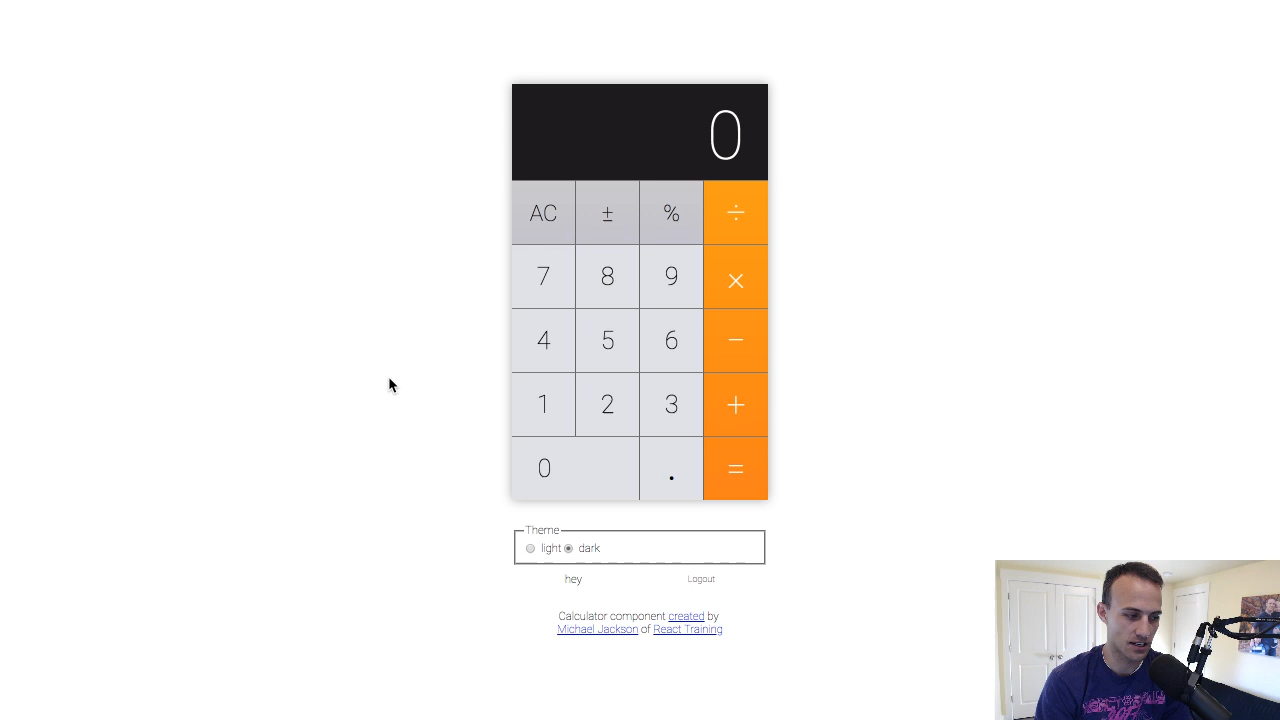 0
AC ± % ÷
7 8 9 ×
4 5 6 −
1 2 3 +
0 . =
Theme
light dark
hey Logout
Calculator component created by
Michael Jackson of React Training